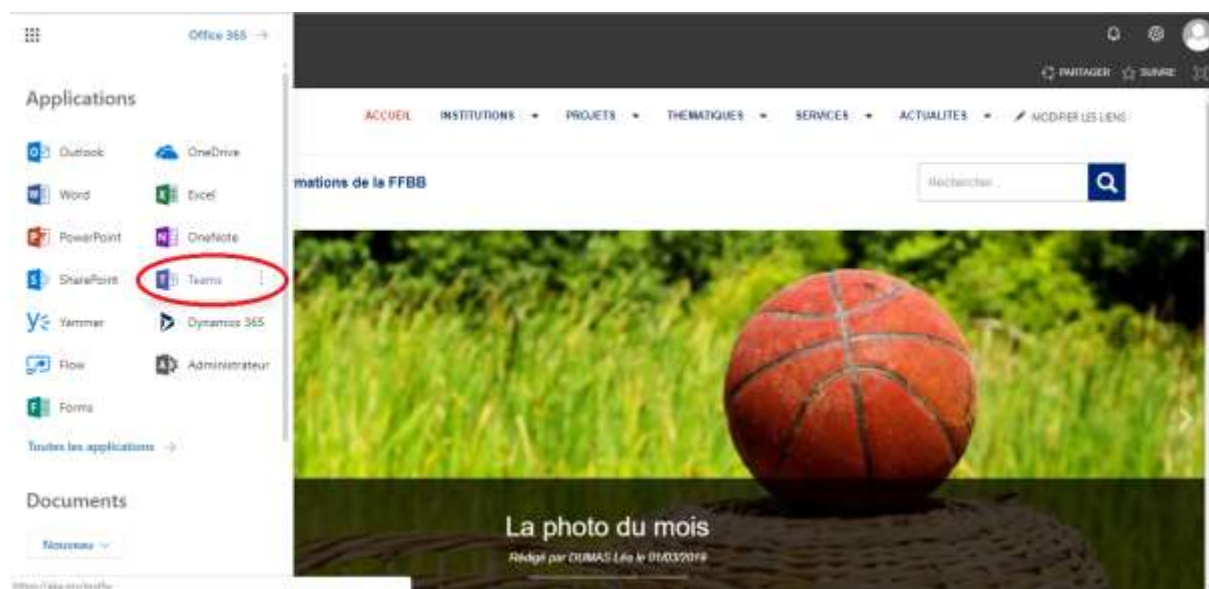 Office 365 →
PARTAGER SUIVRE
Applications
ACCUEIL INSTITUTIONS PROJETS THEMATIQUES SERVICES ACTUALITES MODIFIER LES LIENS
Outlook OneDrive
mations de la FFBB
Rechercher...
Word Excel
PowerPoint OneNote
SharePoint Teams
Yammer Dynamics 365
Flow Administrateur
Forms
Toutes les applications →
Documents
La photo du mois
Nouveau
Rédigé par DUMAS Léo le 01/03/2019